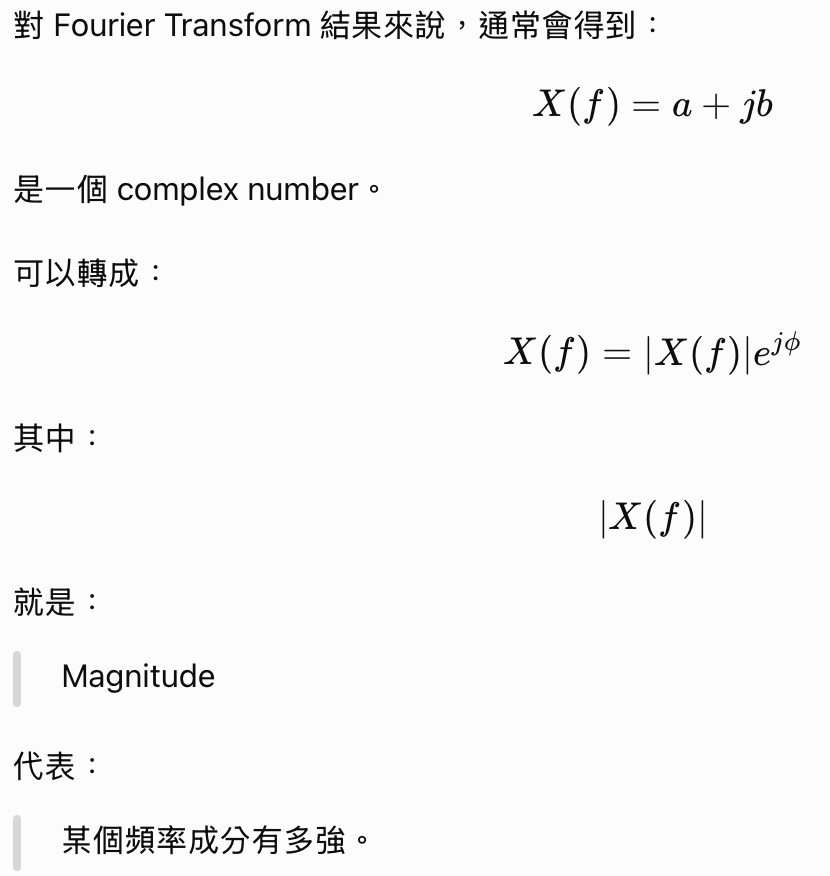 對 Fourier Transform 結果來說，通常會得到：
X(f) = a + jb
是一個 complex number。
可以轉成：
X(f) = |X(f)|e^{jϕ}
其中：
|X(f)|
就是：
Magnitude
代表：
某個頻率成分有多強。